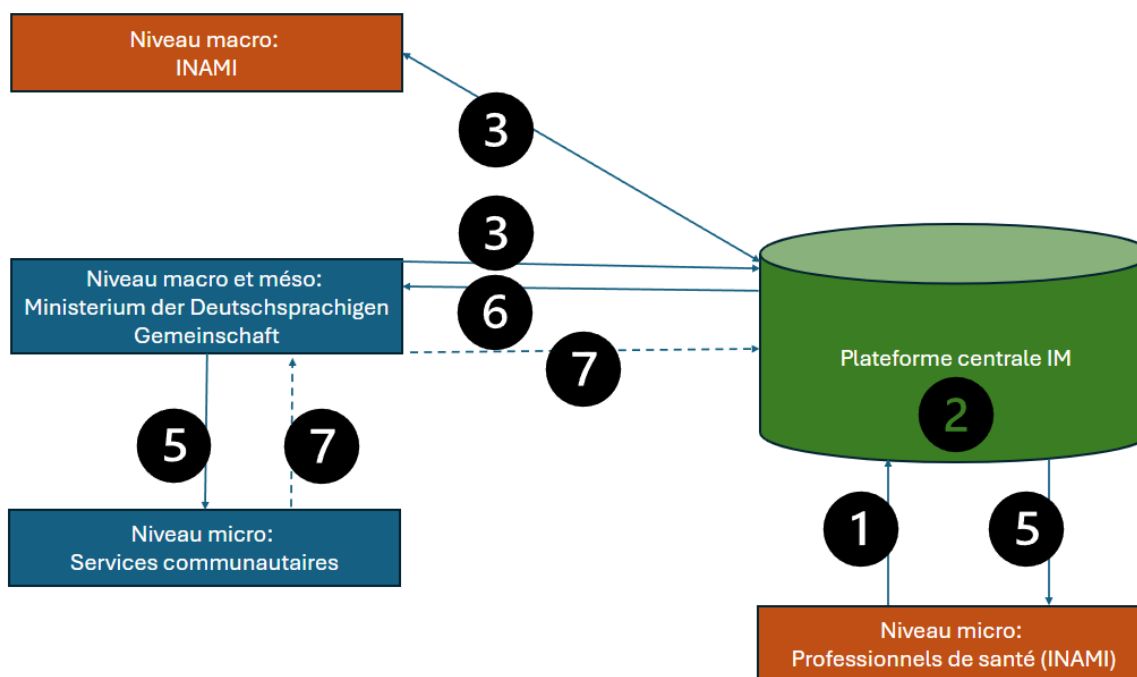 Niveau macro:
INAMI
3
3
Niveau macro et méso:
Ministerium der Deutschsprachigen
Gemeinschaft
6
7
Plateforme centrale IM
2
5
7
Niveau micro:
Services communautaires
1
5
Niveau micro:
Professionnels de santé (INAMI)